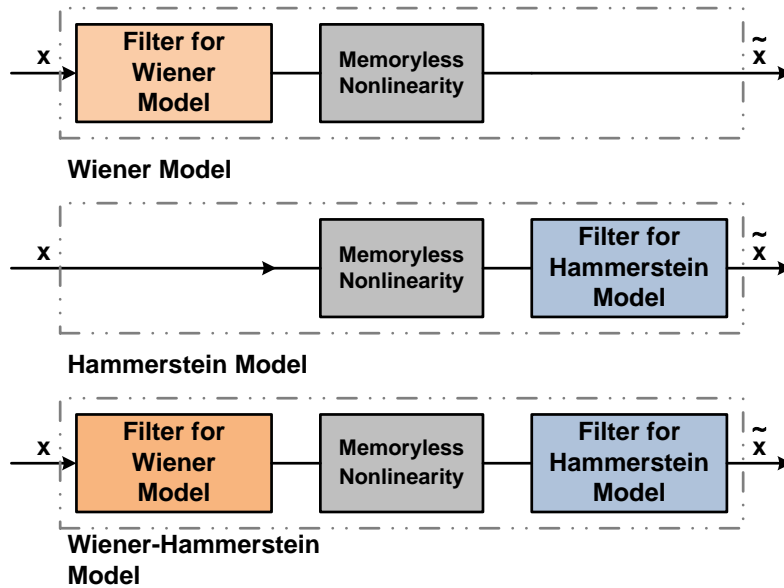 x
Filter for
Wiener
Model
Memoryless
Nonlinearity
x̃
Wiener Model
x
Memoryless
Nonlinearity
Filter for
Hammerstein
Model
x̃
Hammerstein Model
x
Filter for
Wiener
Model
Memoryless
Nonlinearity
Filter for
Hammerstein
Model
x̃
Wiener-Hammerstein
Model